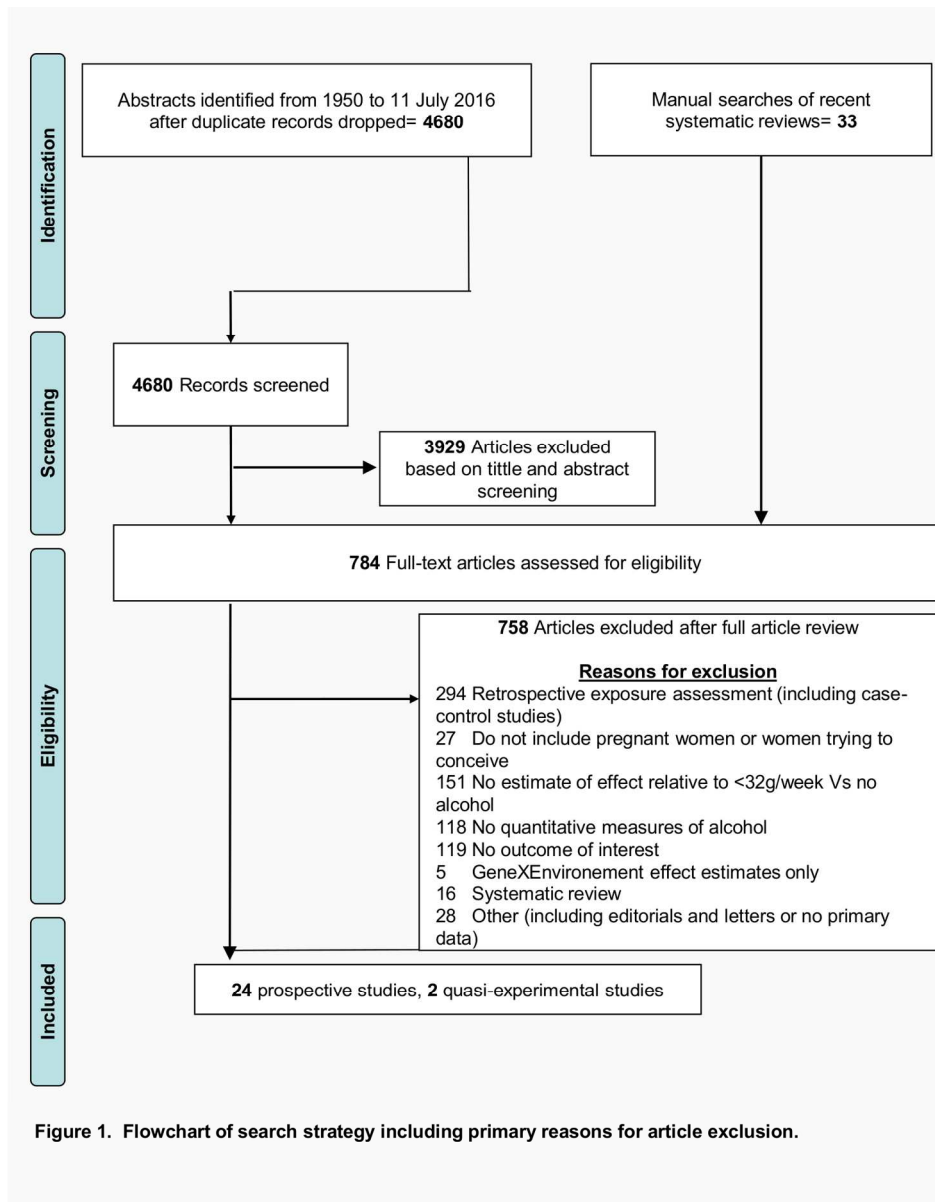 Identification
Abstracts identified from 1950 to 11 July 2016
after duplicate records dropped= 4680
Manual searches of recent
systematic reviews= 33
Screening
4680 Records screened
3929 Articles excluded
based on tittle and abstract
screening
Eligibility
784 Full-text articles assessed for eligibility
758 Articles excluded after full article review
Reasons for exclusion
294 Retrospective exposure assessment (including case-
control studies)
27 Do not include pregnant women or women trying to
conceive
151 No estimate of effect relative to <32g/week Vs no
alcohol
118 No quantitative measures of alcohol
119 No outcome of interest
5 GeneXEnvironement effect estimates only
16 Systematic review
28 Other (including editorials and letters or no primary
data)
Included
24 prospective studies, 2 quasi-experimental studies
Figure 1. Flowchart of search strategy including primary reasons for article exclusion.